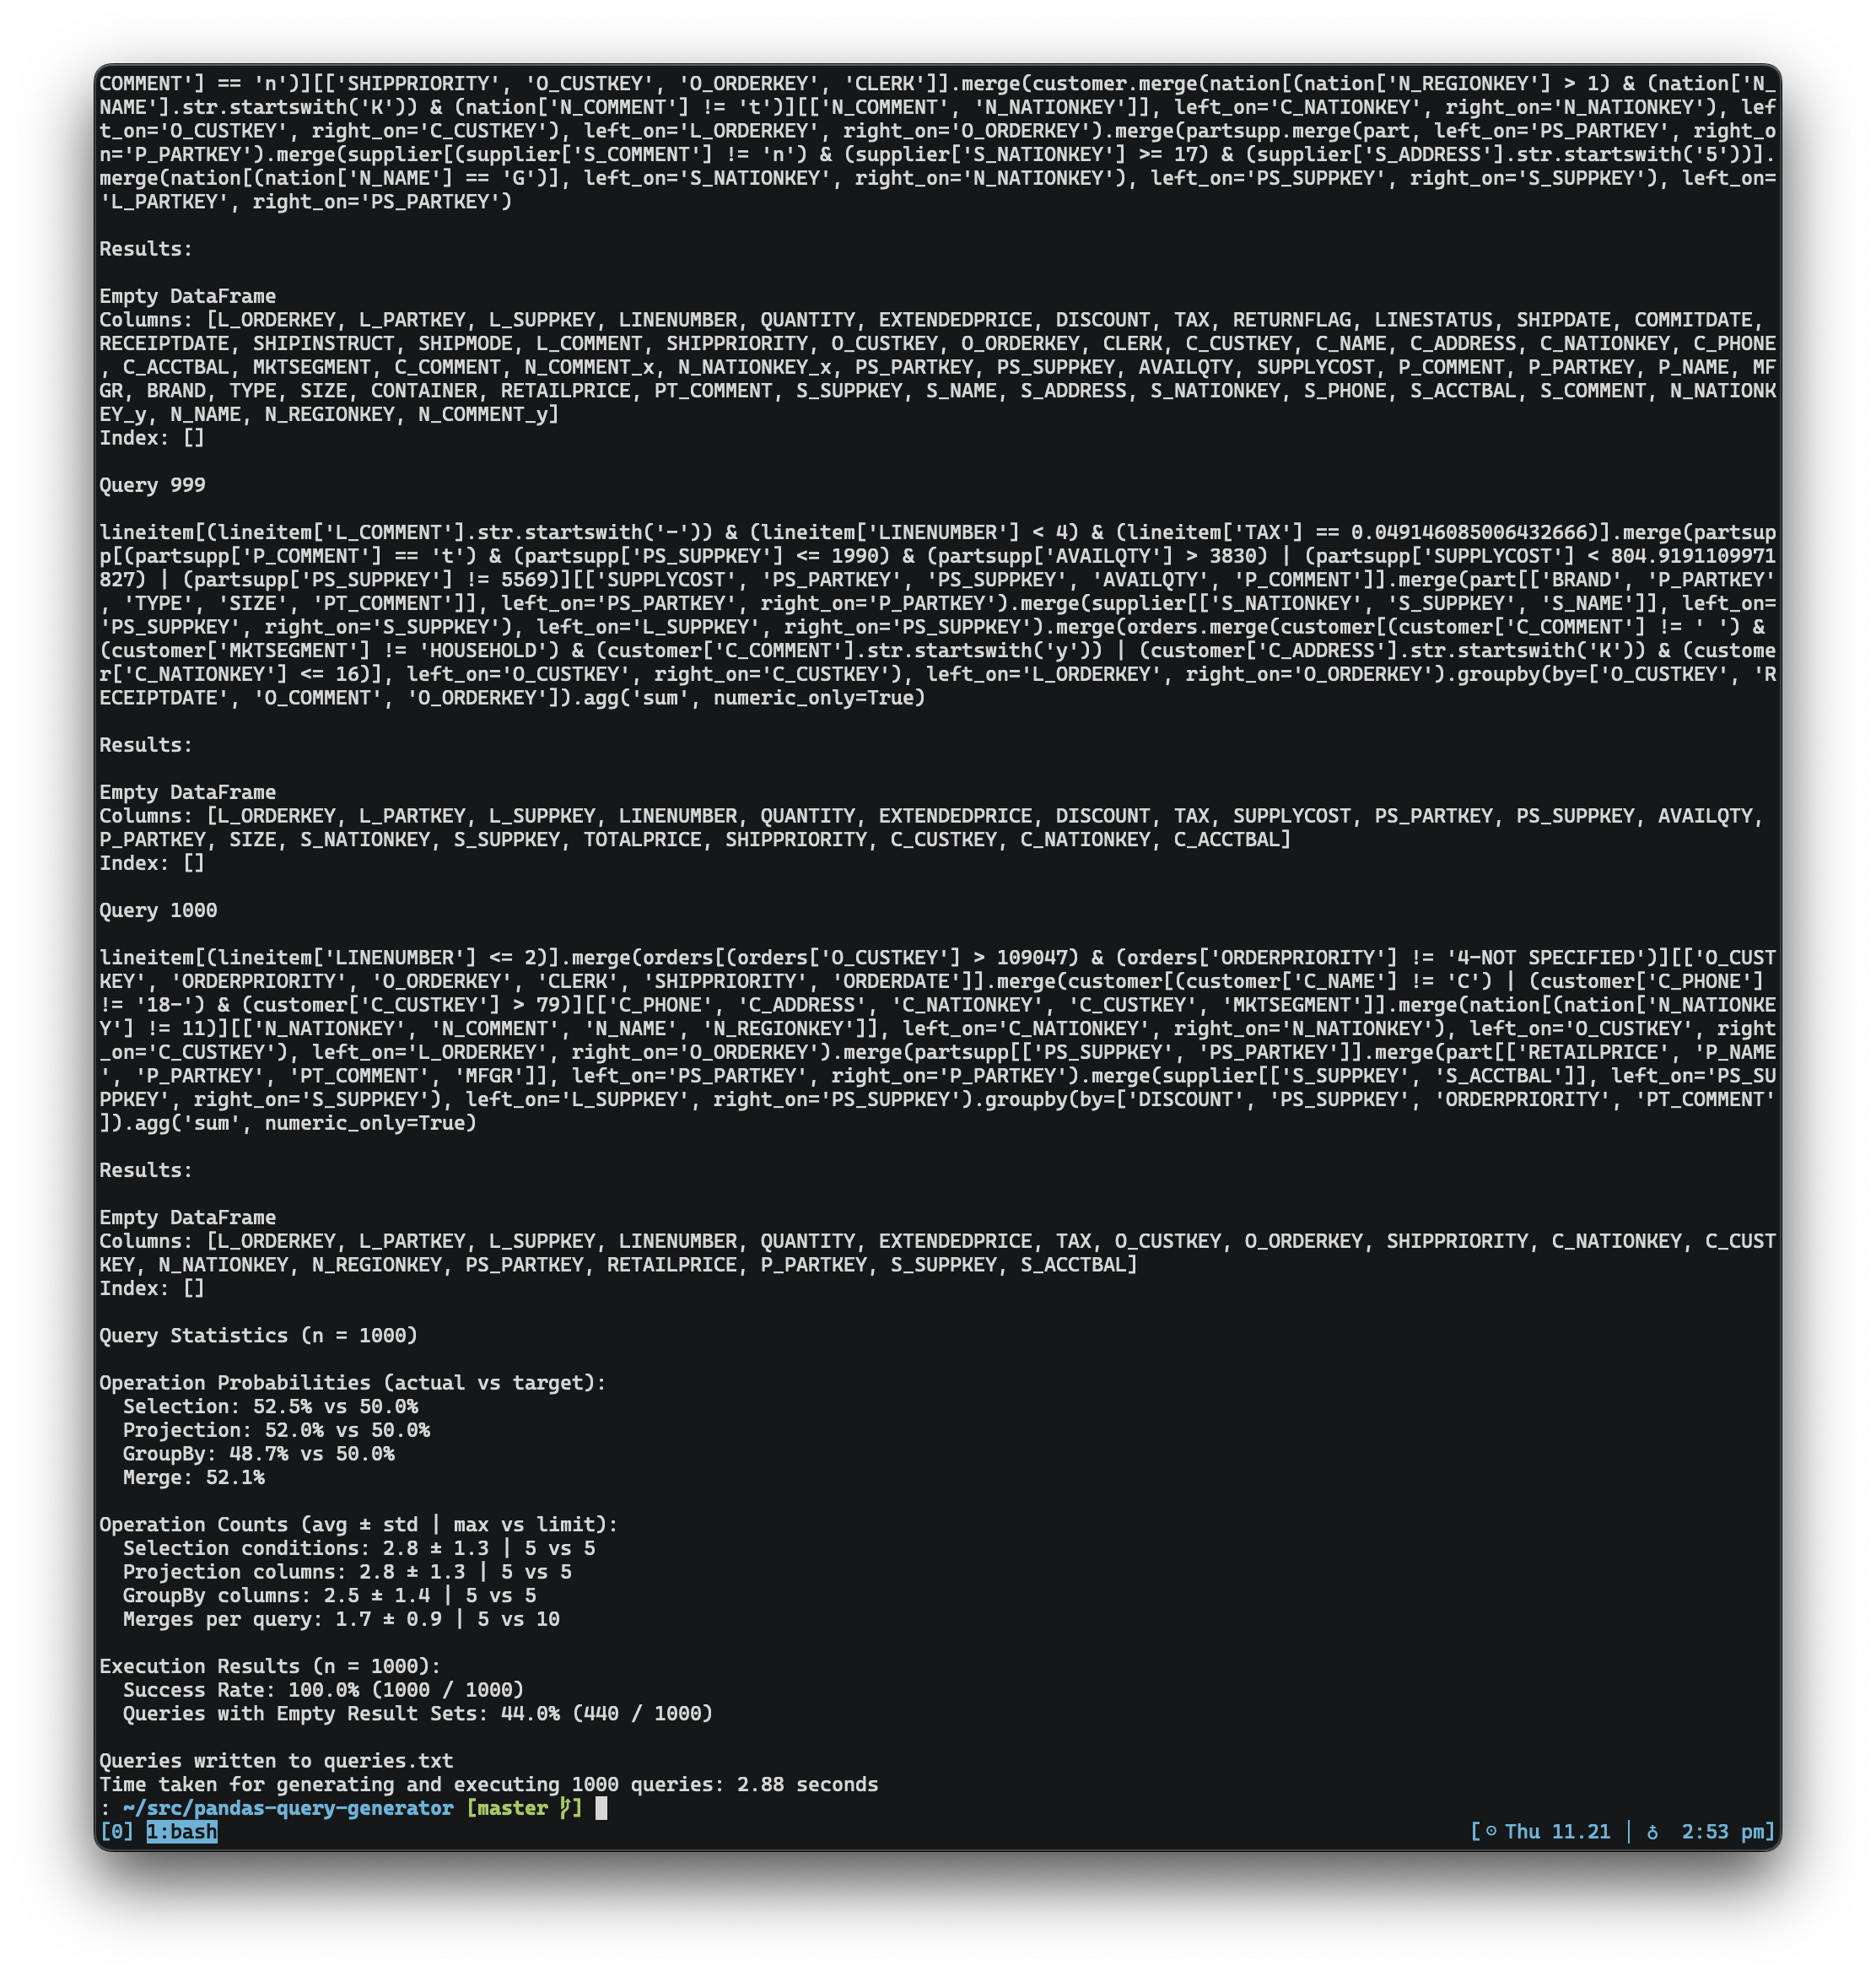 COMMENT'] == 'n')][['SHIPPRIORITY', 'O_CUSTKEY', 'O_ORDERKEY', 'CLERK']].merge(customer.merge(nation[(nation['N_REGIONKEY'] > 1) & (nation['N_
NAME'].str.startswith('K')) & (nation['N_COMMENT'] != 't')][['N_COMMENT', 'N_NATIONKEY']], left_on='C_NATIONKEY', right_on='N_NATIONKEY'), lef
t_on='O_CUSTKEY', right_on='C_CUSTKEY'), left_on='L_ORDERKEY', right_on='O_ORDERKEY').merge(partsupp.merge(part, left_on='PS_PARTKEY', right_o
n='P_PARTKEY').merge(supplier[(supplier['S_COMMENT'] != 'n') & (supplier['S_NATIONKEY'] >= 17) & (supplier['S_ADDRESS'].str.startswith('5'))].
merge(nation[(nation['N_NAME'] == 'G')], left_on='S_NATIONKEY', right_on='N_NATIONKEY'), left_on='PS_SUPPKEY', right_on='S_SUPPKEY'), left_on=
'L_PARTKEY', right_on='PS_PARTKEY')
Results:
Empty DataFrame
Columns: [L_ORDERKEY, L_PARTKEY, L_SUPPKEY, LINENUMBER, QUANTITY, EXTENDEDPRICE, DISCOUNT, TAX, RETURNFLAG, LINESTATUS, SHIPDATE, COMMITDATE,
RECEIPTDATE, SHIPINSTRUCT, SHIPMODE, L_COMMENT, SHIPPRIORITY, O_CUSTKEY, O_ORDERKEY, CLERK, C_CUSTKEY, C_NAME, C_ADDRESS, C_NATIONKEY, C_PHONE
, C_ACCTBAL, MKTSEGMENT, C_COMMENT, N_COMMENT_x, N_NATIONKEY_x, PS_PARTKEY, PS_SUPPKEY, AVAILQTY, SUPPLYCOST, P_COMMENT, P_PARTKEY, P_NAME, MF
GR, BRAND, TYPE, SIZE, CONTAINER, RETAILPRICE, PT_COMMENT, S_SUPPKEY, S_NAME, S_ADDRESS, S_NATIONKEY, S_PHONE, S_ACCTBAL, S_COMMENT, N_NATIONK
EY_y, N_NAME, N_REGIONKEY, N_COMMENT_y]
Index: []
Query 999
lineitem[(lineitem['L_COMMENT'].str.startswith('-')) & (lineitem['LINENUMBER'] < 4) & (lineitem['TAX'] == 0.049146085006432666)].merge(partsup
p[(partsupp['P_COMMENT'] == 't') & (partsupp['PS_SUPPKEY'] <= 1990) & (partsupp['AVAILQTY'] > 3830) | (partsupp['SUPPLYCOST'] < 804.9191109971
827) | (partsupp['PS_SUPPKEY'] != 5569)][['SUPPLYCOST', 'PS_PARTKEY', 'PS_SUPPKEY', 'AVAILQTY', 'P_COMMENT']].merge(part[['BRAND', 'P_PARTKEY'
, 'TYPE', 'SIZE', 'PT_COMMENT']], left_on='PS_PARTKEY', right_on='P_PARTKEY').merge(supplier[['S_NATIONKEY', 'S_SUPPKEY', 'S_NAME']], left_on=
'PS_SUPPKEY', right_on='S_SUPPKEY'), left_on='L_SUPPKEY', right_on='PS_SUPPKEY').merge(orders.merge(customer[(customer['C_COMMENT'] != ' ') &
(customer['MKTSEGMENT'] != 'HOUSEHOLD') & (customer['C_COMMENT'].str.startswith('y')) | (customer['C_ADDRESS'].str.startswith('K')) & (custome
r['C_NATIONKEY'] <= 16)], left_on='O_CUSTKEY', right_on='C_CUSTKEY'), left_on='L_ORDERKEY', right_on='O_ORDERKEY').groupby(by=['O_CUSTKEY', 'R
ECEIPTDATE', 'O_COMMENT', 'O_ORDERKEY']).agg('sum', numeric_only=True)
Results:
Empty DataFrame
Columns: [L_ORDERKEY, L_PARTKEY, L_SUPPKEY, LINENUMBER, QUANTITY, EXTENDEDPRICE, DISCOUNT, TAX, SUPPLYCOST, PS_PARTKEY, PS_SUPPKEY, AVAILQTY,
P_PARTKEY, SIZE, S_NATIONKEY, S_SUPPKEY, TOTALPRICE, SHIPPRIORITY, C_CUSTKEY, C_NATIONKEY, C_ACCTBAL]
Index: []
Query 1000
lineitem[(lineitem['LINENUMBER'] <= 2)].merge(orders[(orders['O_CUSTKEY'] > 109047) & (orders['ORDERPRIORITY'] != '4-NOT SPECIFIED')][['O_CUST
KEY', 'ORDERPRIORITY', 'O_ORDERKEY', 'CLERK', 'SHIPPRIORITY', 'ORDERDATE']].merge(customer[(customer['C_NAME'] != 'C') | (customer['C_PHONE']
!= '18-') & (customer['C_CUSTKEY'] > 79)][['C_PHONE', 'C_ADDRESS', 'C_NATIONKEY', 'C_CUSTKEY', 'MKTSEGMENT']].merge(nation[(nation['N_NATIONKE
Y'] != 11)][['N_NATIONKEY', 'N_COMMENT', 'N_NAME', 'N_REGIONKEY']], left_on='C_NATIONKEY', right_on='N_NATIONKEY'), left_on='O_CUSTKEY', right
_on='C_CUSTKEY'), left_on='L_ORDERKEY', right_on='O_ORDERKEY').merge(partsupp[['PS_SUPPKEY', 'PS_PARTKEY']].merge(part[['RETAILPRICE', 'P_NAME
', 'P_PARTKEY', 'PT_COMMENT', 'MFGR']], left_on='PS_PARTKEY', right_on='P_PARTKEY').merge(supplier[['S_SUPPKEY', 'S_ACCTBAL']], left_on='PS_SU
PPKEY', right_on='S_SUPPKEY'), left_on='L_SUPPKEY', right_on='PS_SUPPKEY').groupby(by=['DISCOUNT', 'PS_SUPPKEY', 'ORDERPRIORITY', 'PT_COMMENT'
]).agg('sum', numeric_only=True)
Results:
Empty DataFrame
Columns: [L_ORDERKEY, L_PARTKEY, L_SUPPKEY, LINENUMBER, QUANTITY, EXTENDEDPRICE, TAX, O_CUSTKEY, O_ORDERKEY, SHIPPRIORITY, C_NATIONKEY, C_CUST
KEY, N_NATIONKEY, N_REGIONKEY, PS_PARTKEY, RETAILPRICE, P_PARTKEY, S_SUPPKEY, S_ACCTBAL]
Index: []
Query Statistics (n = 1000)
Operation Probabilities (actual vs target):
Selection: 52.5% vs 50.0%
Projection: 52.0% vs 50.0%
GroupBy: 48.7% vs 50.0%
Merge: 52.1%
Operation Counts (avg ± std | max vs limit):
Selection conditions: 2.8 ± 1.3 | 5 vs 5
Projection columns: 2.8 ± 1.3 | 5 vs 5
GroupBy columns: 2.5 ± 1.4 | 5 vs 5
Merges per query: 1.7 ± 0.9 | 5 vs 10
Execution Results (n = 1000):
Success Rate: 100.0% (1000 / 1000)
Queries with Empty Result Sets: 44.0% (440 / 1000)
Queries written to queries.txt
Time taken for generating and executing 1000 queries: 2.88 seconds
: ~/src/pandas-query-generator [master ]
[0] 1:bash [ ⊙ Thu 11.21 | ♁ 2:53 pm]